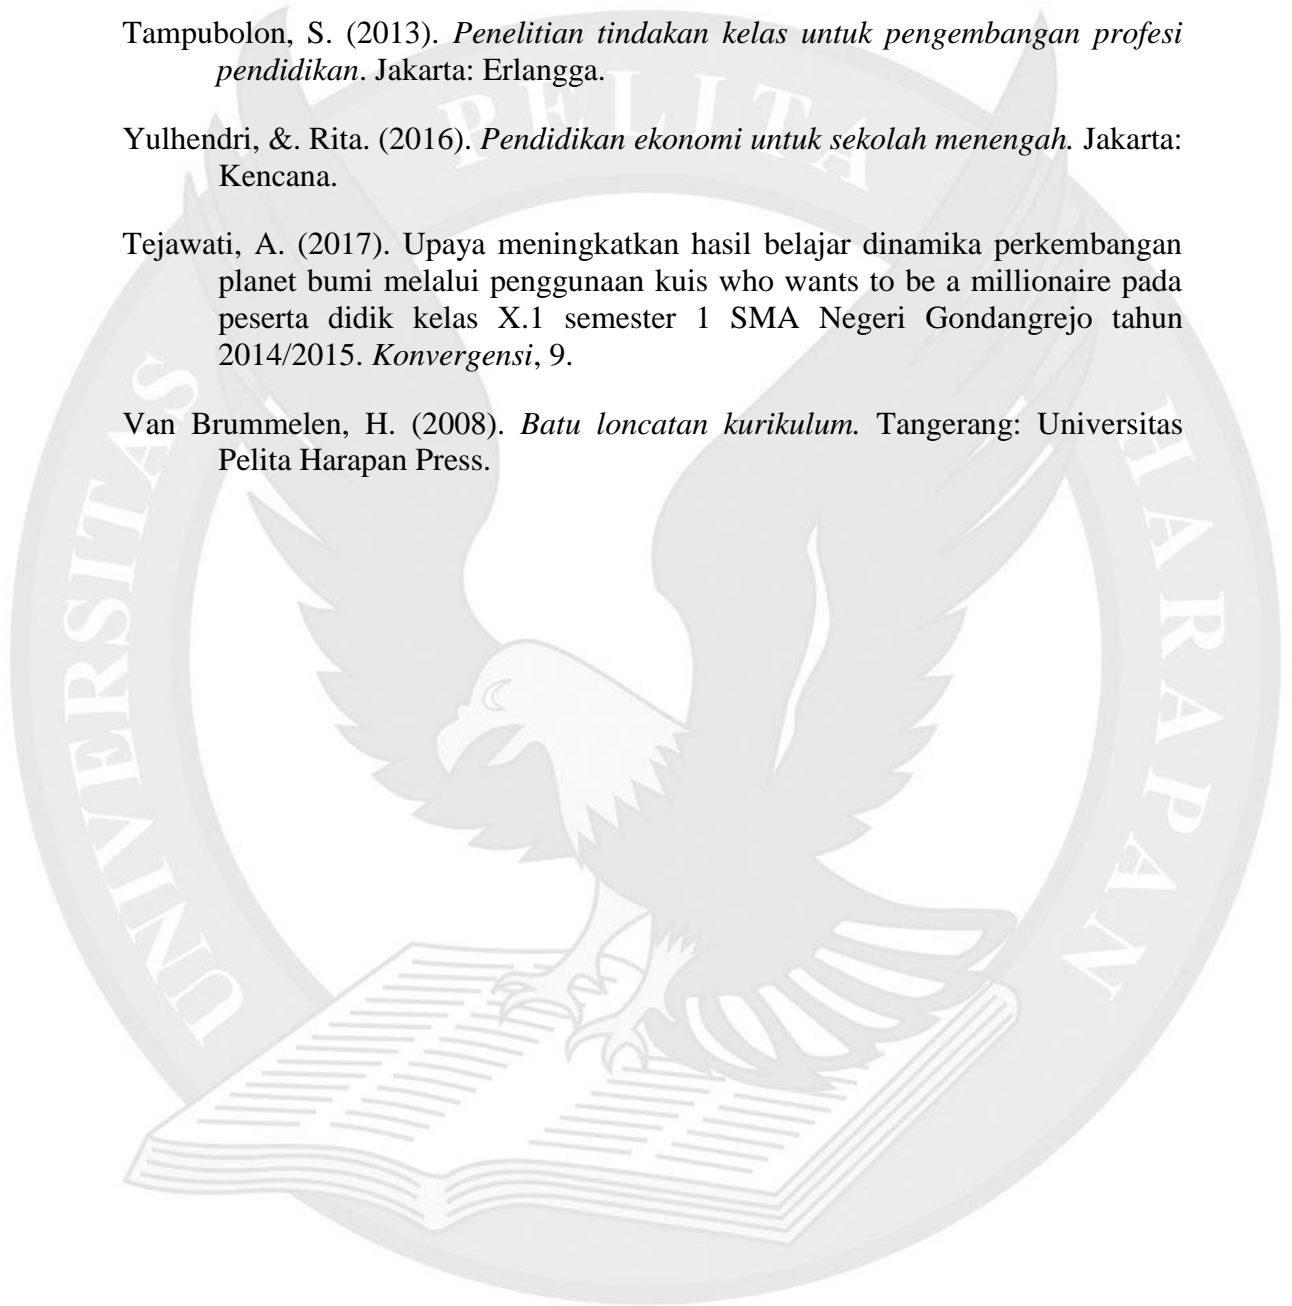 Tampubolon, S. (2013). Penelitian tindakan kelas untuk pengembangan profesi
pendidikan. Jakarta: Erlangga.
Yulhendri, &. Rita. (2016). Pendidikan ekonomi untuk sekolah menengah. Jakarta:
Kencana.
Tejawati, A. (2017). Upaya meningkatkan hasil belajar dinamika perkembangan
planet bumi melalui penggunaan kuis who wants to be a millionaire pada
peserta didik kelas X.1 semester 1 SMA Negeri Gondangrejo tahun
2014/2015. Konvergensi, 9.
Van Brummelen, H. (2008). Batu loncatan kurikulum. Tangerang: Universitas
Pelita Harapan Press.
UNIVERSITAS PELITA HARAPAN